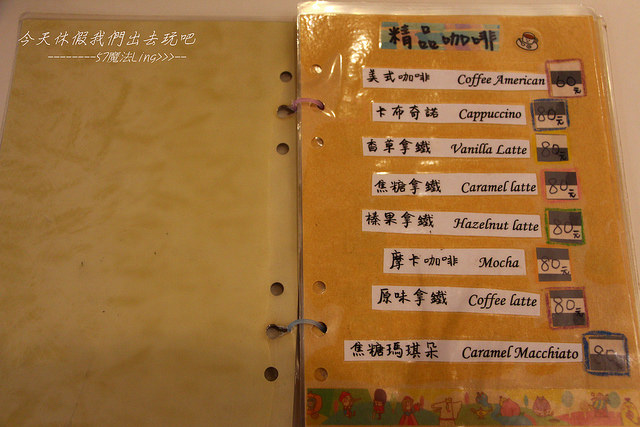 今天休假我們出去玩吧
--------57魔法Ling>>>--
精品咖啡
美式咖啡 Coffee American 60元
卡布奇諾 Cappuccino 80元
香草拿鐵 Vanilla Latte 80元
焦糖拿鐵 Caramel latte 80元
榛果拿鐵 Hazelnut latte 80元
摩卡咖啡 Mocha 80元
原味拿鐵 Coffee latte 80元
焦糖瑪琪朵 Caramel Macchiato